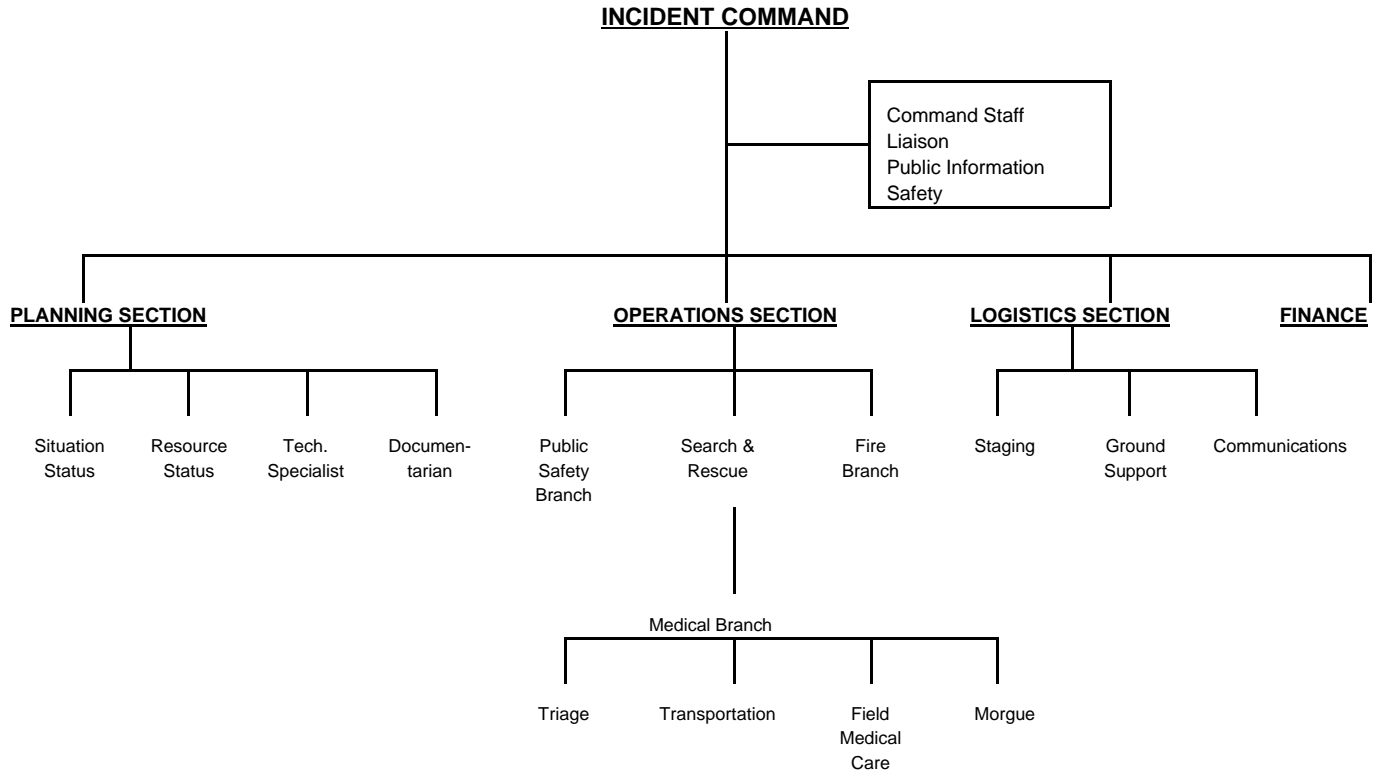 INCIDENT COMMAND
Command Staff
Liaison
Public Information
Safety
PLANNING SECTION
OPERATIONS SECTION
LOGISTICS SECTION
FINANCE
Situation
Status
Resource
Status
Tech.
Specialist
Documen-
tarian
Public
Safety
Branch
Search &
Rescue
Fire
Branch
Staging
Ground
Support
Communications
Medical Branch
Triage
Transportation
Field
Medical
Care
Morgue